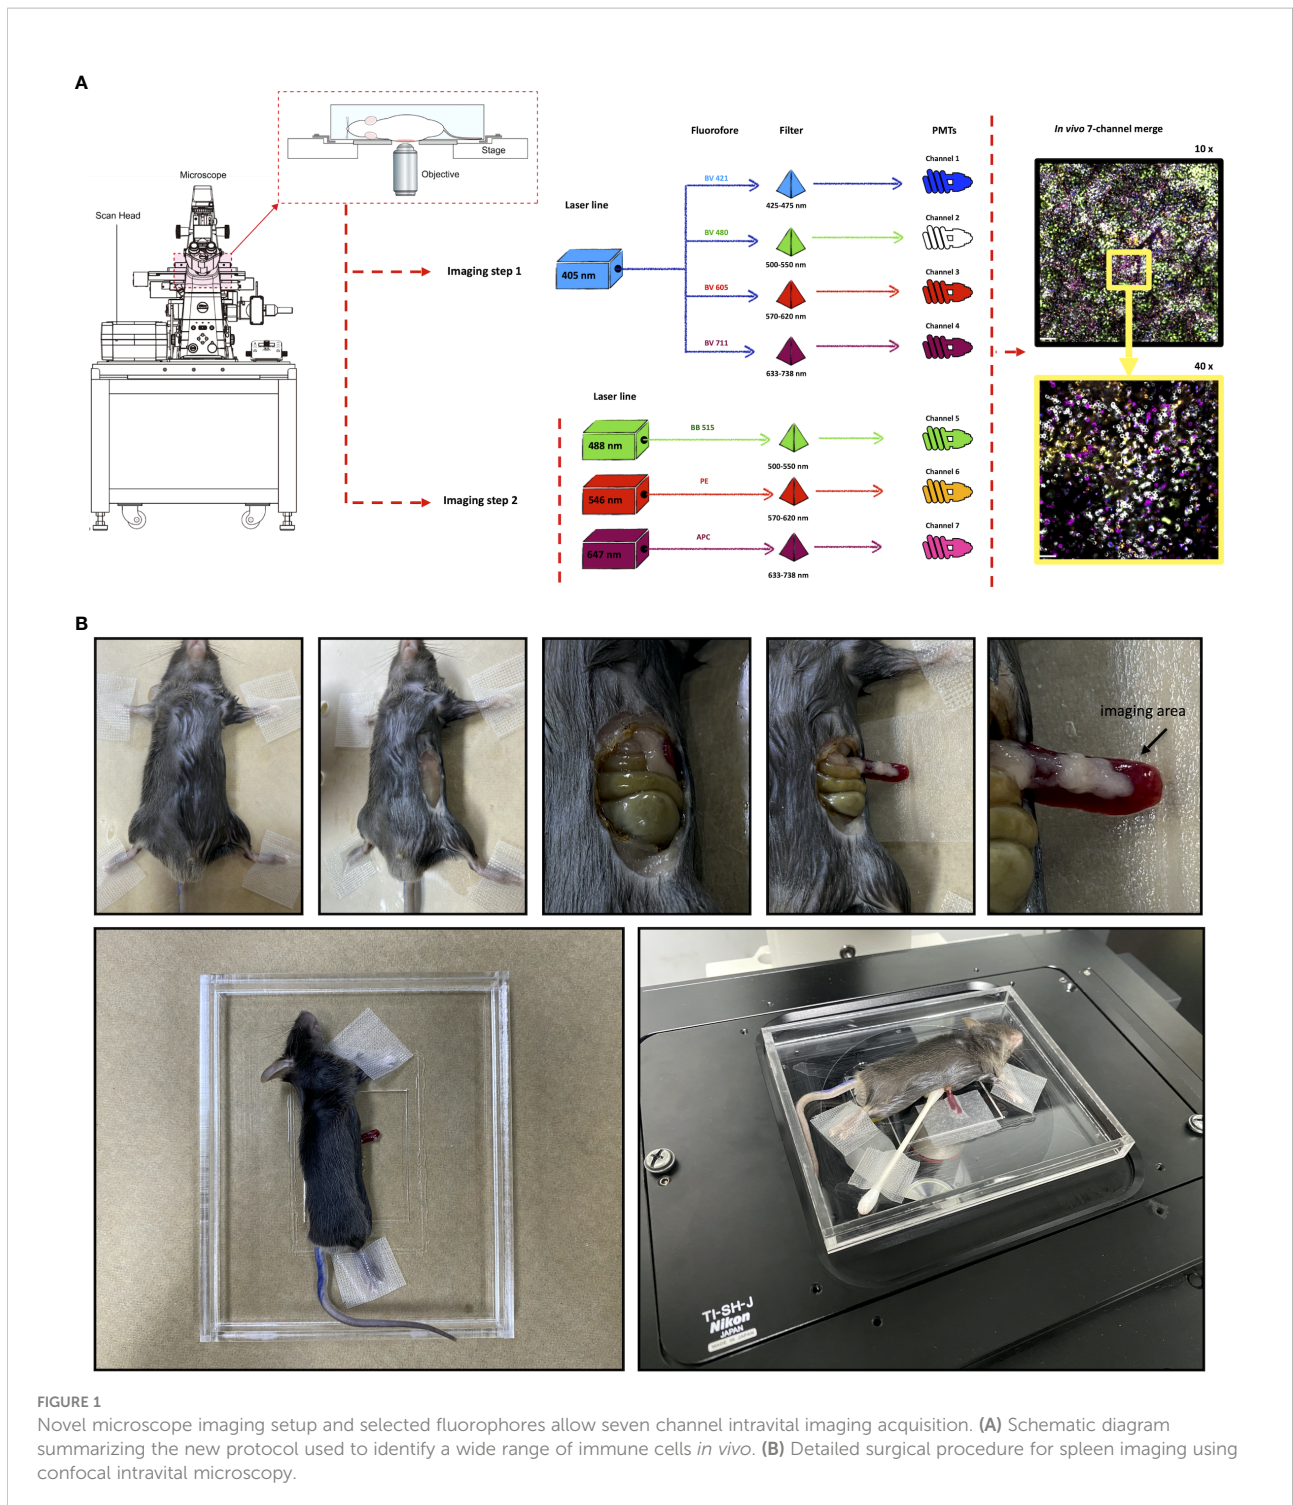 A
Microscope
Scan Head
Stage
Objective
Imaging step 1
Imaging step 2
Fluorofore
Filter
PMTs
Laser line
405 nm
BV 421
425-475 nm
Channel 1
BV 480
500-550 nm
Channel 2
BV 605
570-620 nm
Channel 3
BV 711
633-738 nm
Channel 4
Laser line
488 nm
BB 515
500-550 nm
Channel 5
546 nm
PE
570-620 nm
Channel 6
647 nm
APC
633-738 nm
Channel 7
In vivo 7-channel merge
10 x
40 x
B
imaging area
TI-SH-J
Nikon
JAPAN
MADE IN JAPAN
FIGURE 1
Novel microscope imaging setup and selected fluorophores allow seven channel intravital imaging acquisition. (A) Schematic diagram
summarizing the new protocol used to identify a wide range of immune cells in vivo. (B) Detailed surgical procedure for spleen imaging using
confocal intravital microscopy.